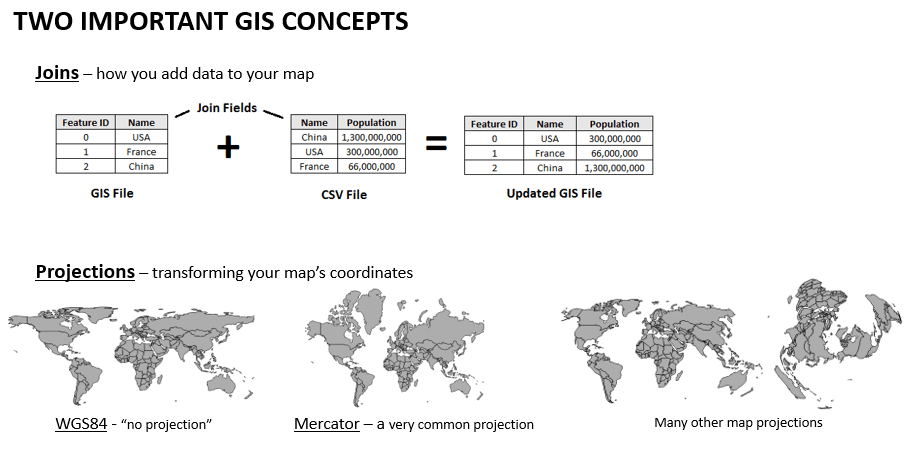 TWO IMPORTANT GIS CONCEPTS
Joins – how you add data to your map
Join Fields
Feature ID Name
0 USA
1 France
2 China
GIS File
+
Name Population
China 1,300,000,000
USA 300,000,000
France 66,000,000
CSV File
=
Feature ID Name Population
0 USA 300,000,000
1 France 66,000,000
2 China 1,300,000,000
Updated GIS File
Projections – transforming your map’s coordinates
WGS84 - “no projection”
Mercator – a very common projection
Many other map projections